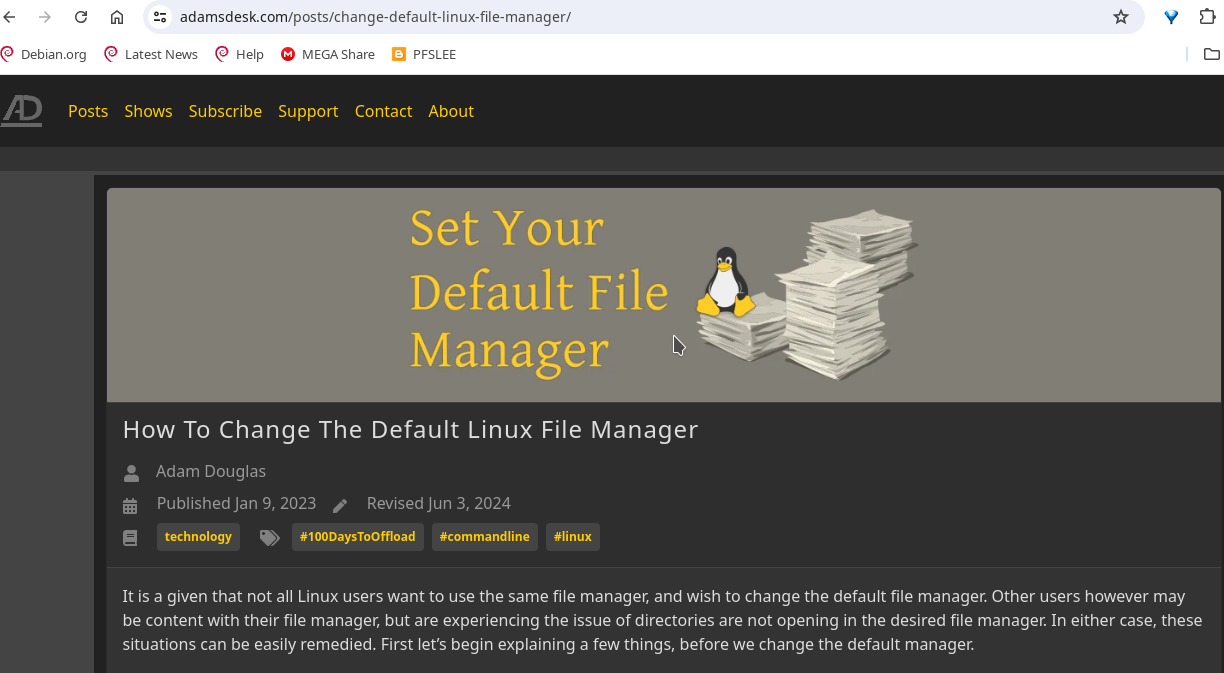 adamsdesk.com/posts/change-default-linux-file-manager/
Debian.org Latest News Help MEGA Share PFSLEE
AD Posts Shows Subscribe Support Contact About
Set Your
Default File
Manager
How To Change The Default Linux File Manager
Adam Douglas
Published Jan 9, 2023 Revised Jun 3, 2024
technology #100DaysToOffload #commandline #linux
It is a given that not all Linux users want to use the same file manager, and wish to change the default file manager. Other users however may
be content with their file manager, but are experiencing the issue of directories are not opening in the desired file manager. In either case, these
situations can be easily remedied. First let’s begin explaining a few things, before we change the default manager.